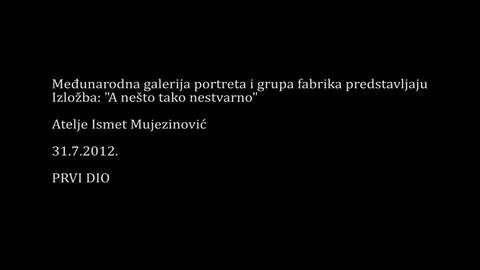 Međunarodna galerija portreta i grupa fabrika predstavljaju
Izložba: "A nešto tako nestvarno"
Atelje Ismet Mujezinović
31.7.2012.
PRVI DIO